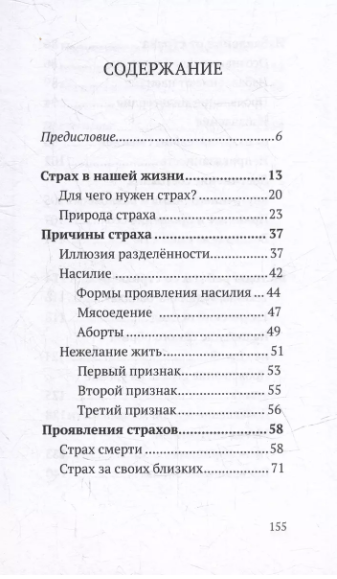 СОДЕРЖАНИЕ
Предисловие....................................6
Страх в нашей жизни.................13
Для чего нужен страх?..............20
Природа страха.........................23
Причины страха.......................37
Иллюзия разделённости............37
Насилие...................................42
Формы проявления насилия...44
Мясоедение........................47
Аборты...............................49
Нежелание жить.......................51
Первый признак...................53
Второй признак...................55
Третий признак...................56
Проявления страхов..................58
Страх смерти............................58
Страх за своих близких..............71
155